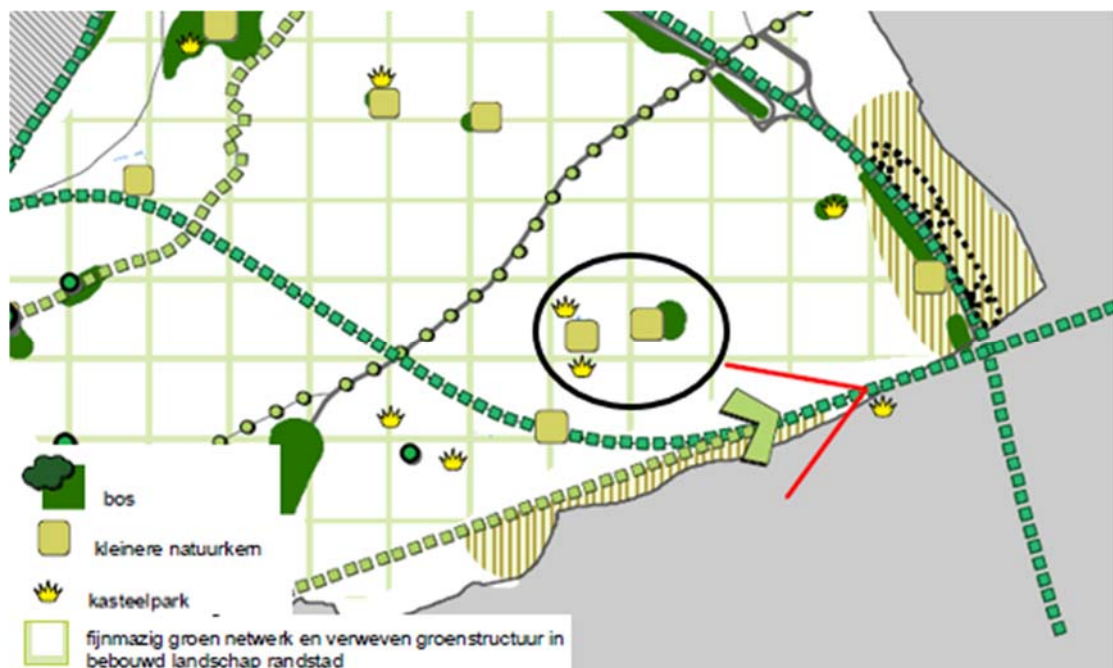 bos
kleinere natuurkern
kasteelpark
fijnmazig groen netwerk en verweven groenstructuur in
bebouwd landschap randstad